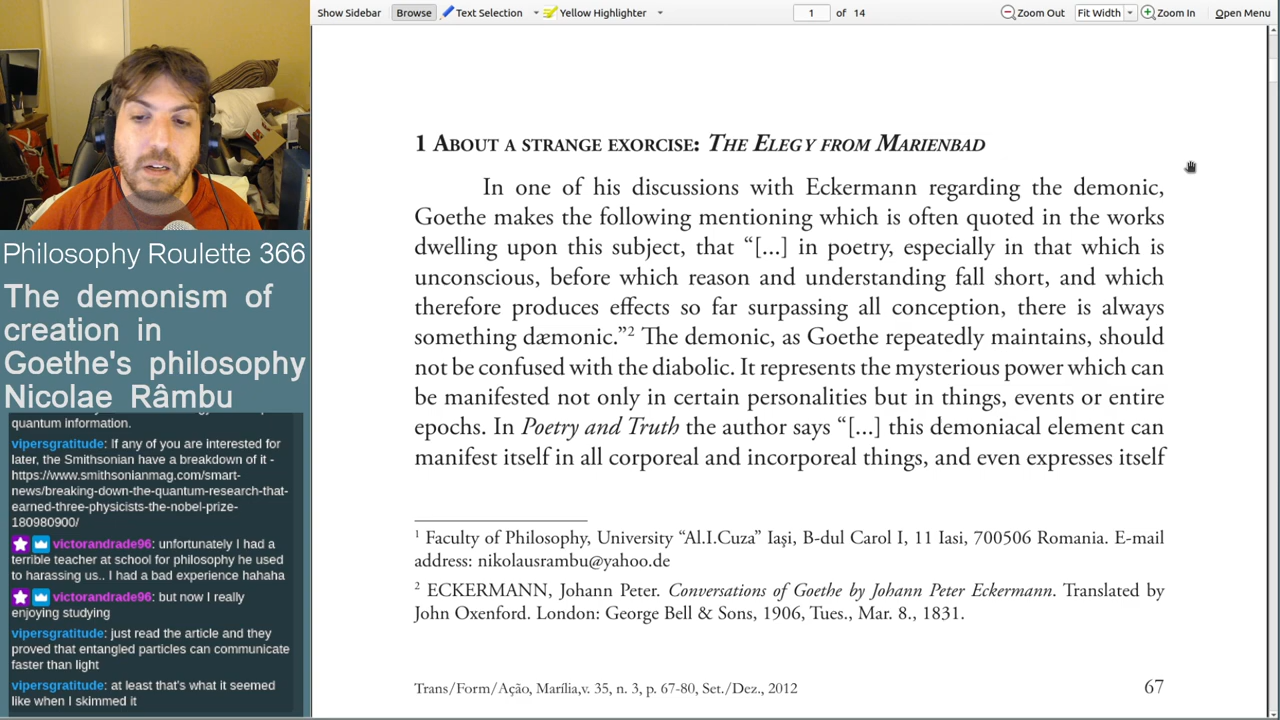 Show Sidebar Browse Text Selection Yellow Highlighter 1 of 14 Zoom Out Fit Width Zoom In Open Menu
Philosophy Roulette 366
The demonism of
creation in
Goethe's philosophy
Nicolae Râmbu
quantum information.
vipersgratitude: If any of you are interested for
later, the Smithsonian have a breakdown of it -
https://www.smithsonianmag.com/smart-
news/breaking-down-the-quantum-research-that-
earned-three-physicists-the-nobel-prize-
180980900/
victorandrade96: unfortunately I had a
terrible teacher at school for philosophy he used
to harassing us.. I had a bad experience hahaha
victorandrade96: but now I really
enjoying studying
vipersgratitude: just read the article and they
proved that entangled particles can communicate
faster than light
vipersgratitude: at least that's what it seemed
like when I skimmed it
1 About a strange exorcise: The Elegy from Marienbad
In one of his discussions with Eckermann regarding the demonic,
Goethe makes the following mentioning which is often quoted in the works
dwelling upon this subject, that “[...] in poetry, especially in that which is
unconscious, before which reason and understanding fall short, and which
therefore produces effects so far surpassing all conception, there is always
something dæmonic.”2 The demonic, as Goethe repeatedly maintains, should
not be confused with the diabolic. It represents the mysterious power which can
be manifested not only in certain personalities but in things, events or entire
epochs. In Poetry and Truth the author says “[...] this demoniacal element can
manifest itself in all corporeal and incorporeal things, and even expresses itself
1 Faculty of Philosophy, University “Al.I.Cuza” Iaşi, B-dul Carol I, 11 Iasi, 700506 Romania. E-mail
address: nikolausrambu@yahoo.de
2 ECKERMANN, Johann Peter. Conversations of Goethe by Johann Peter Eckermann. Translated by
John Oxenford. London: George Bell & Sons, 1906, Tues., Mar. 8., 1831.
Trans/Form/Ação, Marília,v. 35, n. 3, p. 67-80, Set./Dez., 2012 67